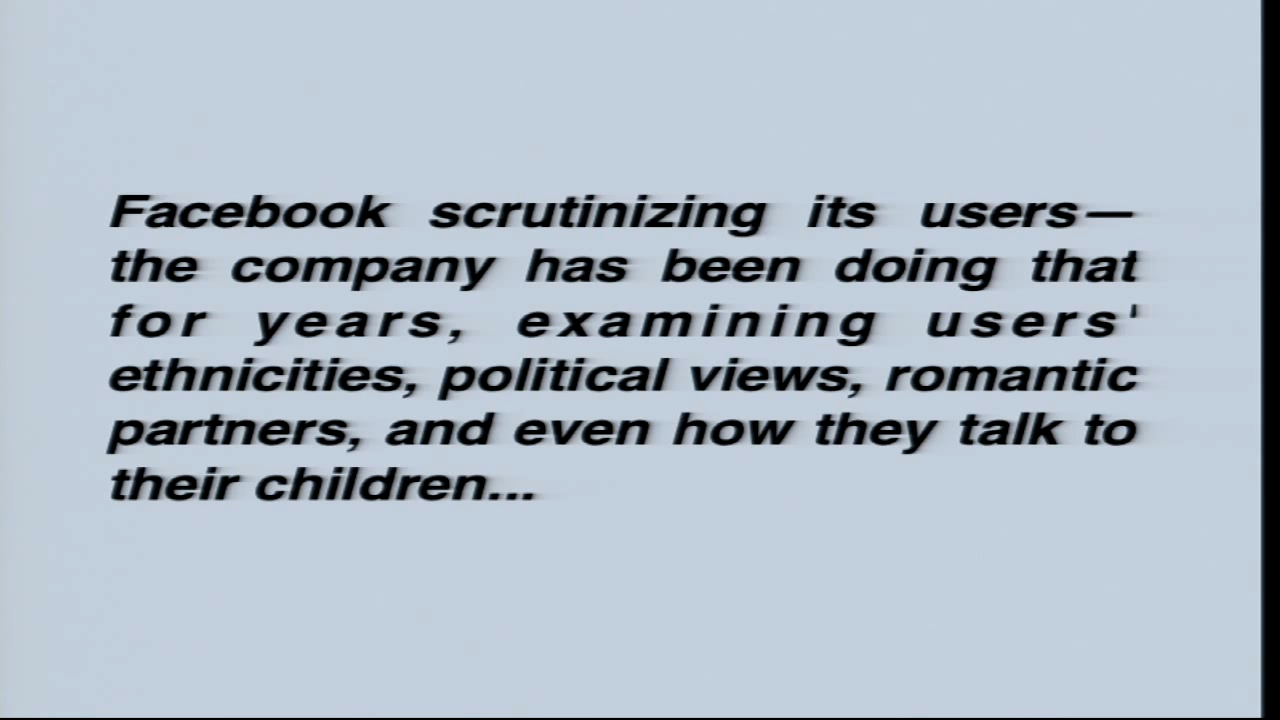 Facebook scrutinizing its users—
the company has been doing that
for years, examining users'
ethnicities, political views, romantic
partners, and even how they talk to
their children...